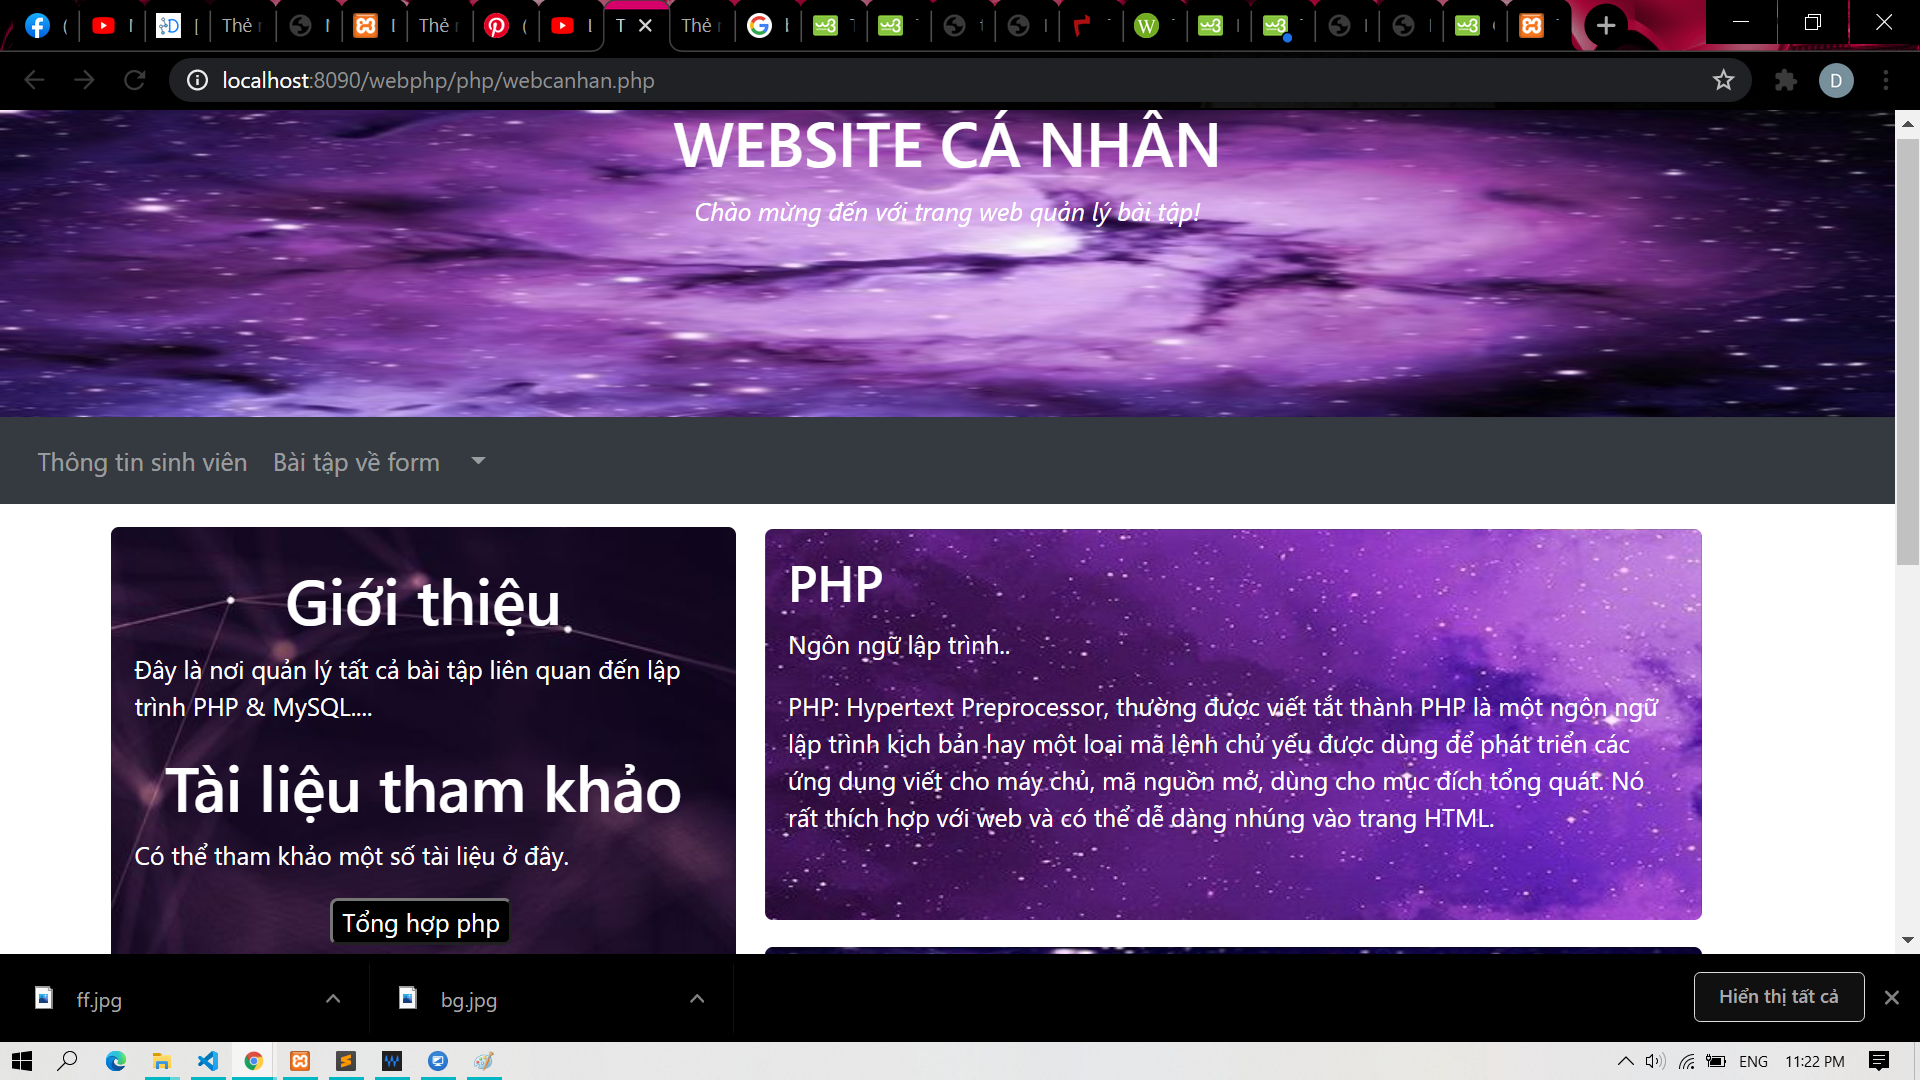 T
Thẻ
Thẻ
Thẻ
localhost:8090/webphp/php/webcanhan.php
D
WEBSITE CÁ NHÂN
Chào mừng đến với trang web quản lý bài tập!
Thông tin sinh viên Bài tập về form
Giới thiệu
Đây là nơi quản lý tất cả bài tập liên quan đến lập
trình PHP & MySQL....
Tài liệu tham khảo
Có thể tham khảo một số tài liệu ở đây.
Tổng hợp php
PHP
Ngôn ngữ lập trình..
PHP: Hypertext Preprocessor, thường được viết tắt thành PHP là một ngôn ngữ
lập trình kịch bản hay một loại mã lệnh chủ yếu được dùng để phát triển các
ứng dụng viết cho máy chủ, mã nguồn mở, dùng cho mục đích tổng quát. Nó
rất thích hợp với web và có thể dễ dàng nhúng vào trang HTML.
ff.jpg
bg.jpg
Hiển thị tất cả
ENG
11:22 PM